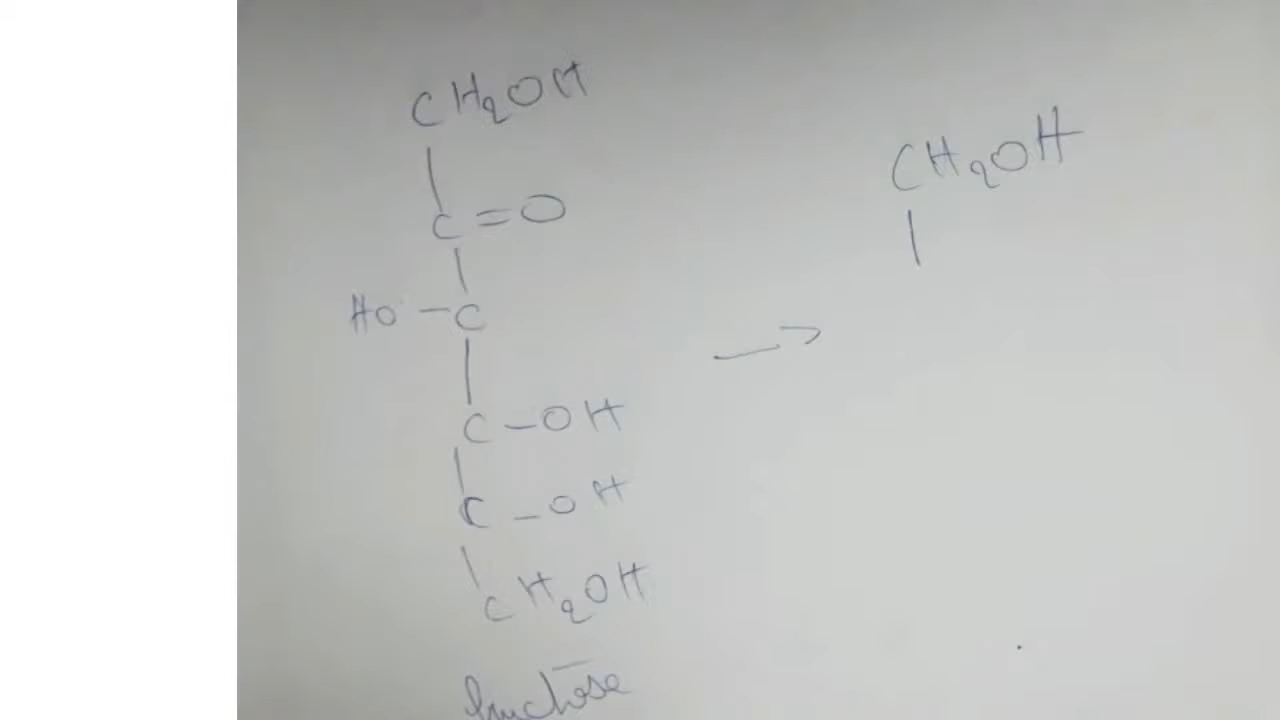 CH2OH
C=O
HO-C
C-OH
C-OH
CH2OH
fructose
→
CH2OH